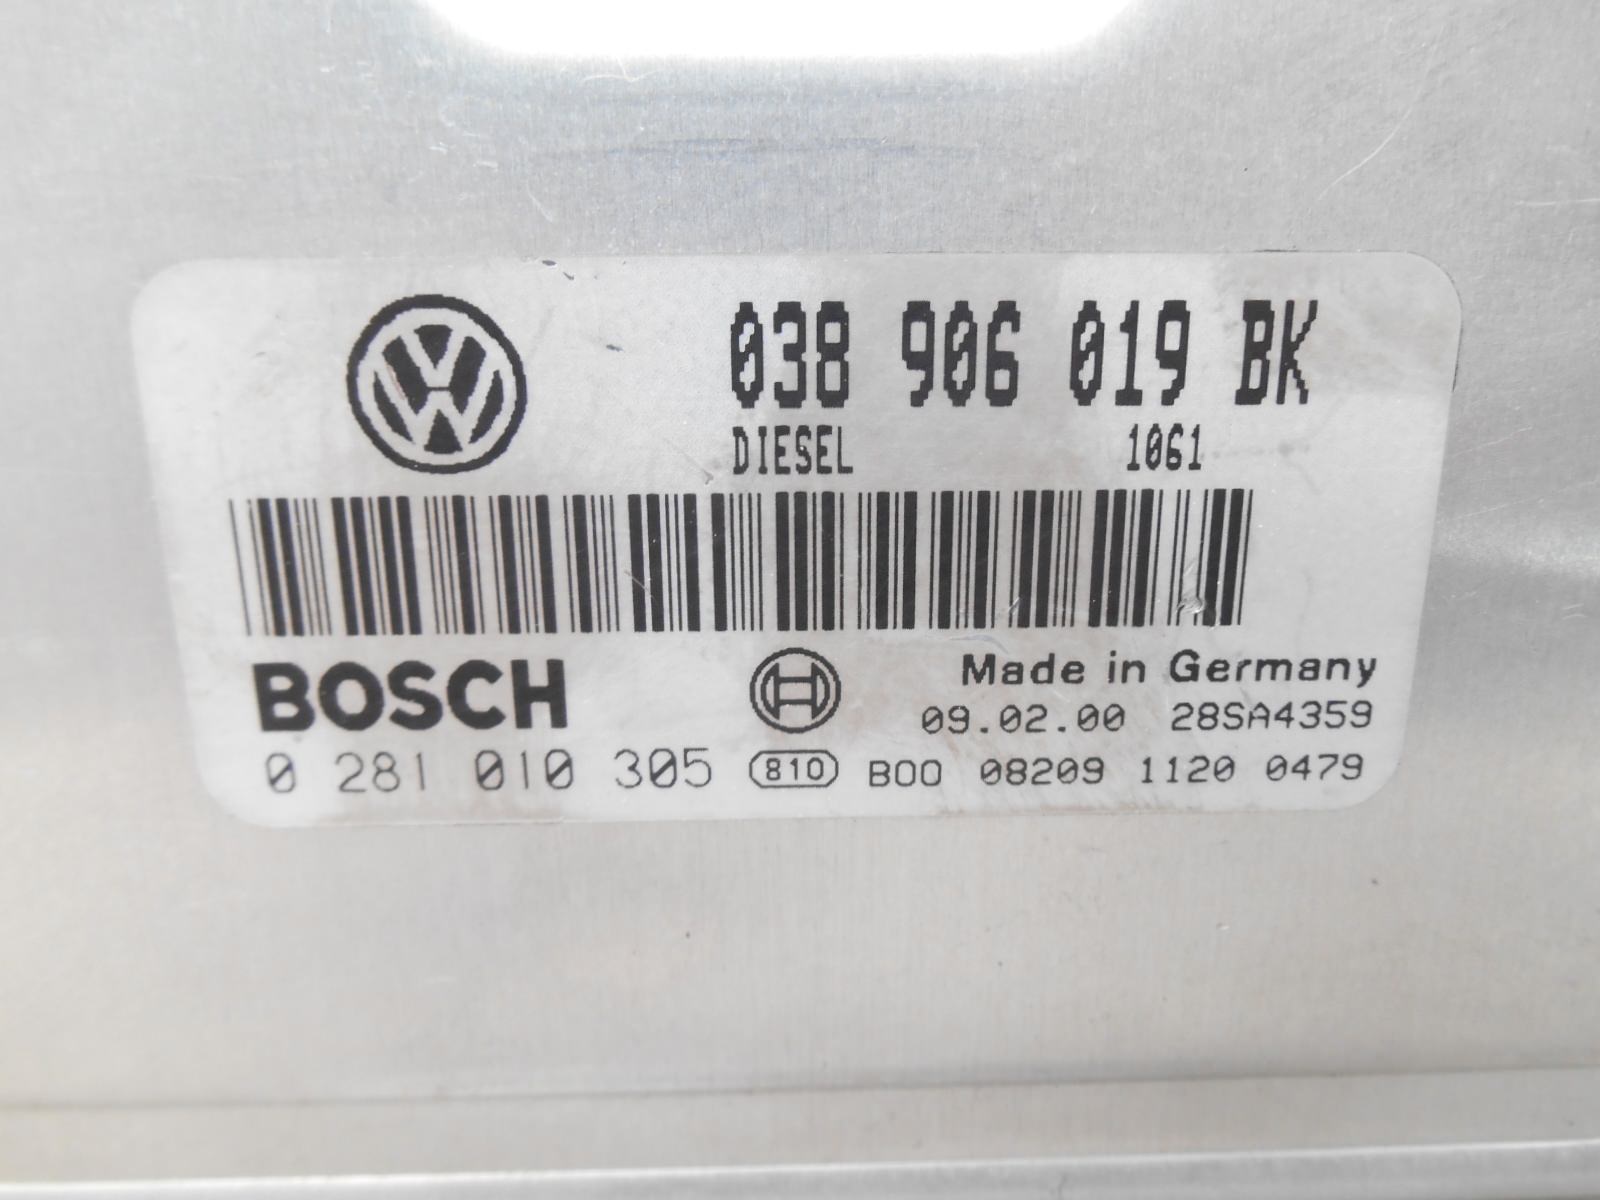 038 906 019 BK
DIESEL 1061
BOSCH
Made in Germany
09.02.00 28SA4359
0 281 010 305 810 B00 08209 1120 0479